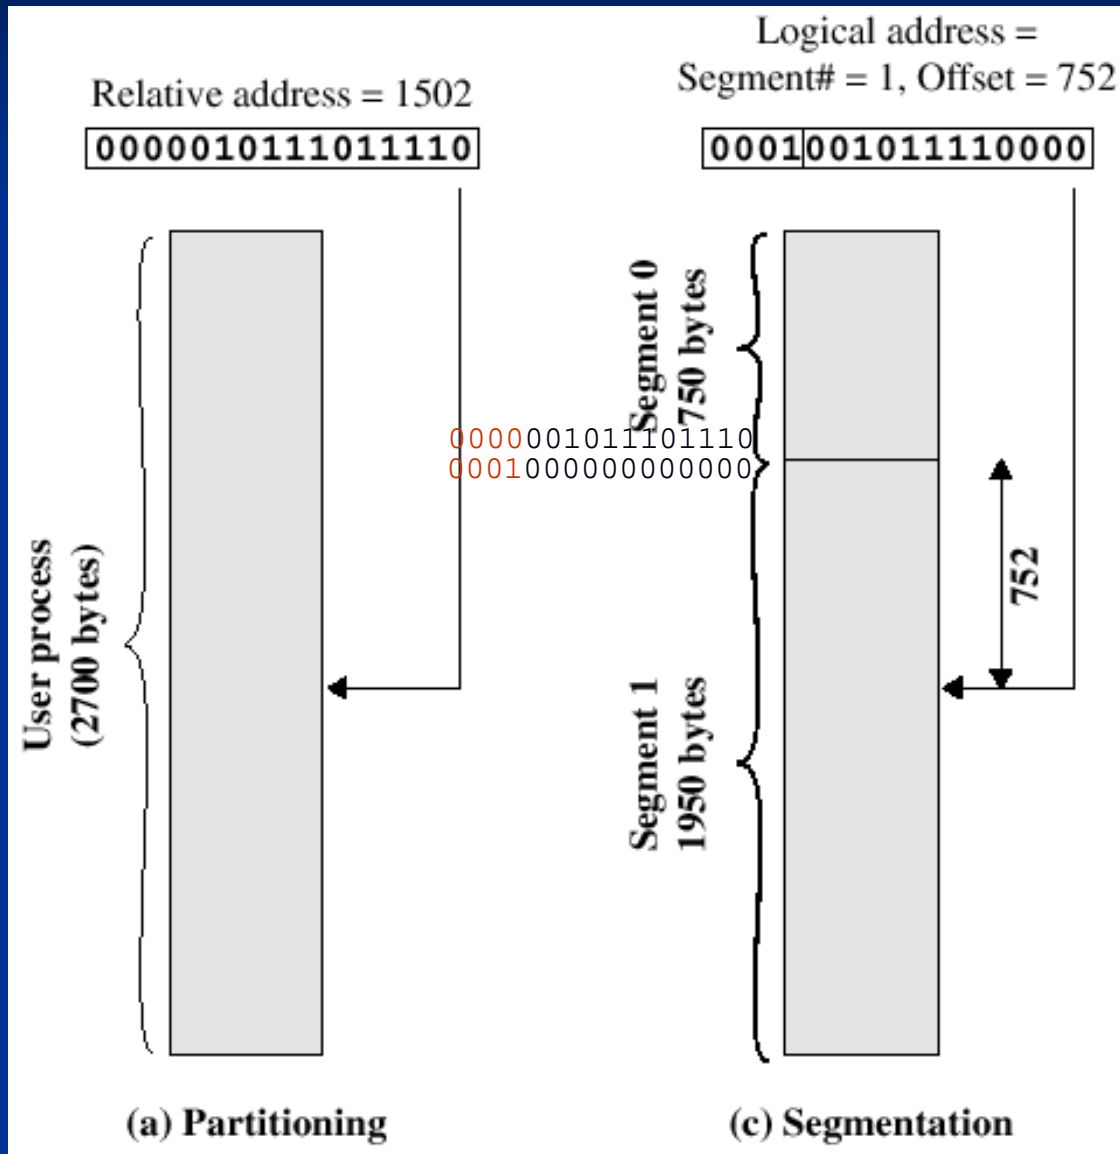 Relative address = 1502
0000010111011110
User process
(2700 bytes)
(a) Partitioning
Logical address =
Segment# = 1, Offset = 752
0001001011110000
Segment 0
750 bytes
0000001011101110
0001000000000000
752
Segment 1
1950 bytes
(c) Segmentation